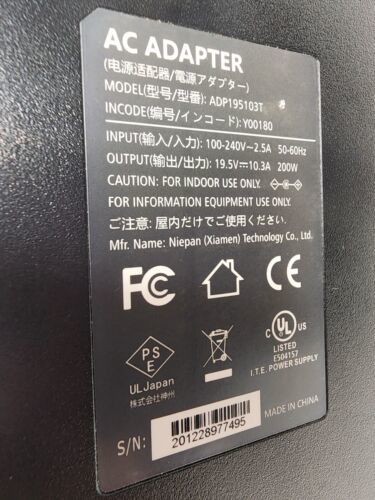 AC ADAPTER
(电源适配器/電源アダプター)
MODEL(型号/型番): ADP195103T
INCODE(编号/インコード): Y00180
INPUT(输入/入力): 100-240V~2.5A 50-60Hz
OUTPUT(输出/出力): 19.5V⎓10.3A 200W
CAUTION: FOR INDOOR USE ONLY.
FOR INFORMATION EQUIPMENT USE ONLY.
ご注意: 屋内だけでご使用ください.
Mfr. Name: Niepan (Xiamen) Technology Co., Ltd.
FC CE
PS
E
UL Japan
株式会社神州
c UL US
LISTED
E504157
I.T.E. POWER SUPPLY
MADE IN CHINA
S/N: 201228977495